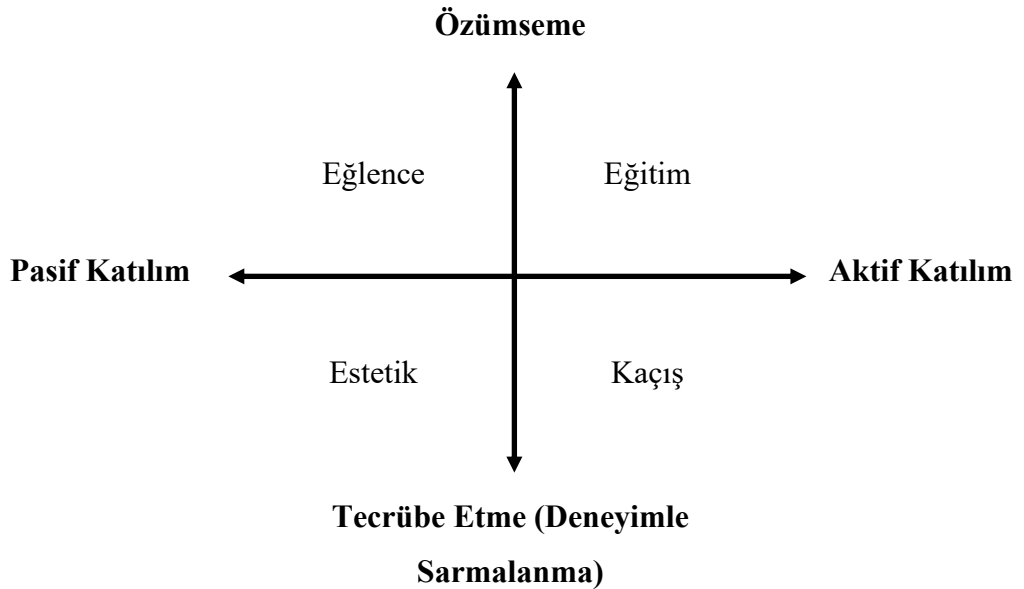 Özümseme
Eğlence
Eğitim
Pasif Katılım
Aktif Katılım
Estetik
Kaçış
Tecrübe Etme (Deneyimle
Sarmalanma)